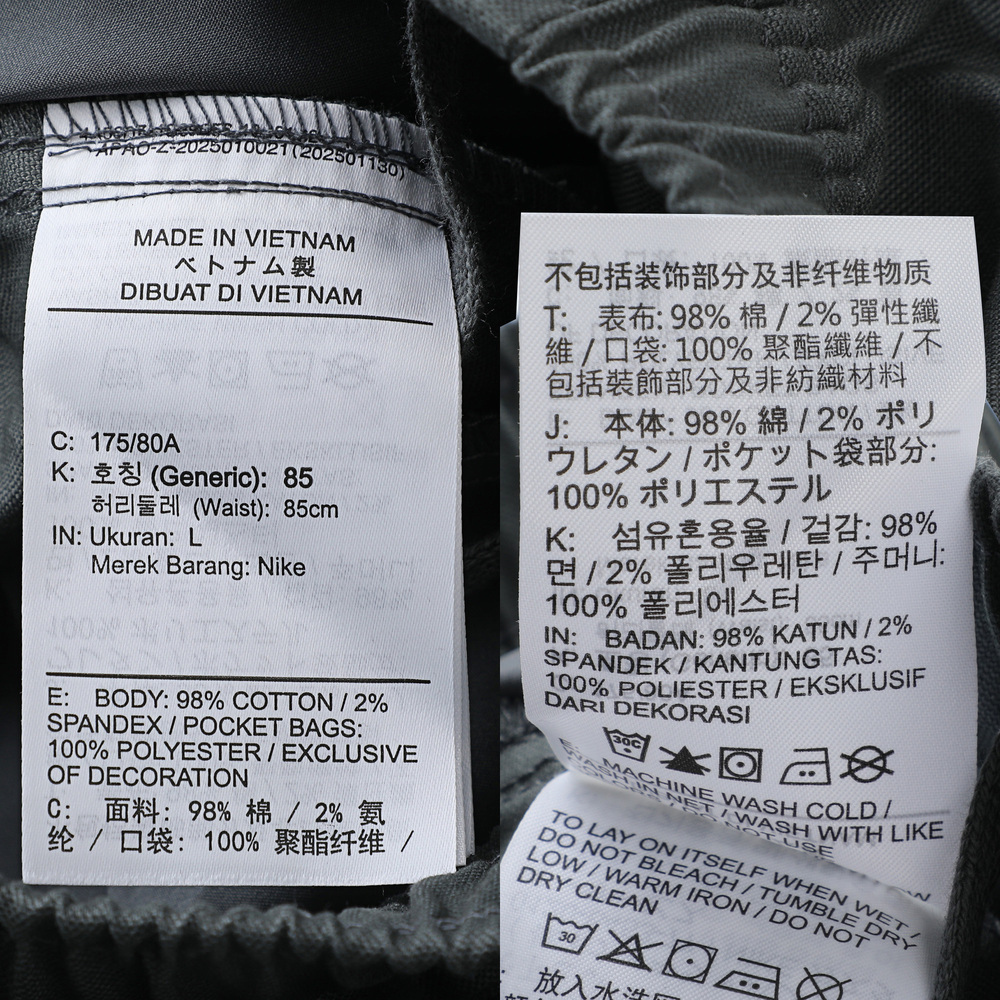 APAO-Z-2025010021(202501130)
MADE IN VIETNAM
ベトナム製
DIBUAT DI VIETNAM
C: 175/80A
K: 호칭 (Generic): 85
허리둘레 (Waist): 85cm
IN: Ukuran: L
Merek Barang: Nike
E: BODY: 98% COTTON / 2%
SPANDEX / POCKET BAGS:
100% POLYESTER / EXCLUSIVE
OF DECORATION
C: 面料: 98% 棉 / 2% 氨
纶 / 口袋: 100% 聚酯纤维 /
不包括装饰部分及非纤维物质
T: 表布: 98% 棉 / 2% 彈性纖
維 / 口袋: 100% 聚酯纖維 / 不
包括裝飾部分及非紡織材料
J: 本体: 98% 綿 / 2% ポリ
ウレタン / ポケット袋部分:
100% ポリエステル
K: 섬유혼용율 / 겉감: 98%
면 / 2% 폴리우레탄 / 주머니:
100% 폴리에스터
IN: BADAN: 98% KATUN / 2%
SPANDEK / KANTUNG TAS:
100% POLIESTER / EKSKLUSIF
DARI DEKORASI
30C
E: MACHINE WASH COLD /
WASH IN NET / WASH WITH LIKE
TO LAY ON ITSELF WHEN WET /
DO NOT BLEACH / TUMBLE DRY
LOW / WARM IRON / DO NOT
DRY CLEAN
30
放入水洗